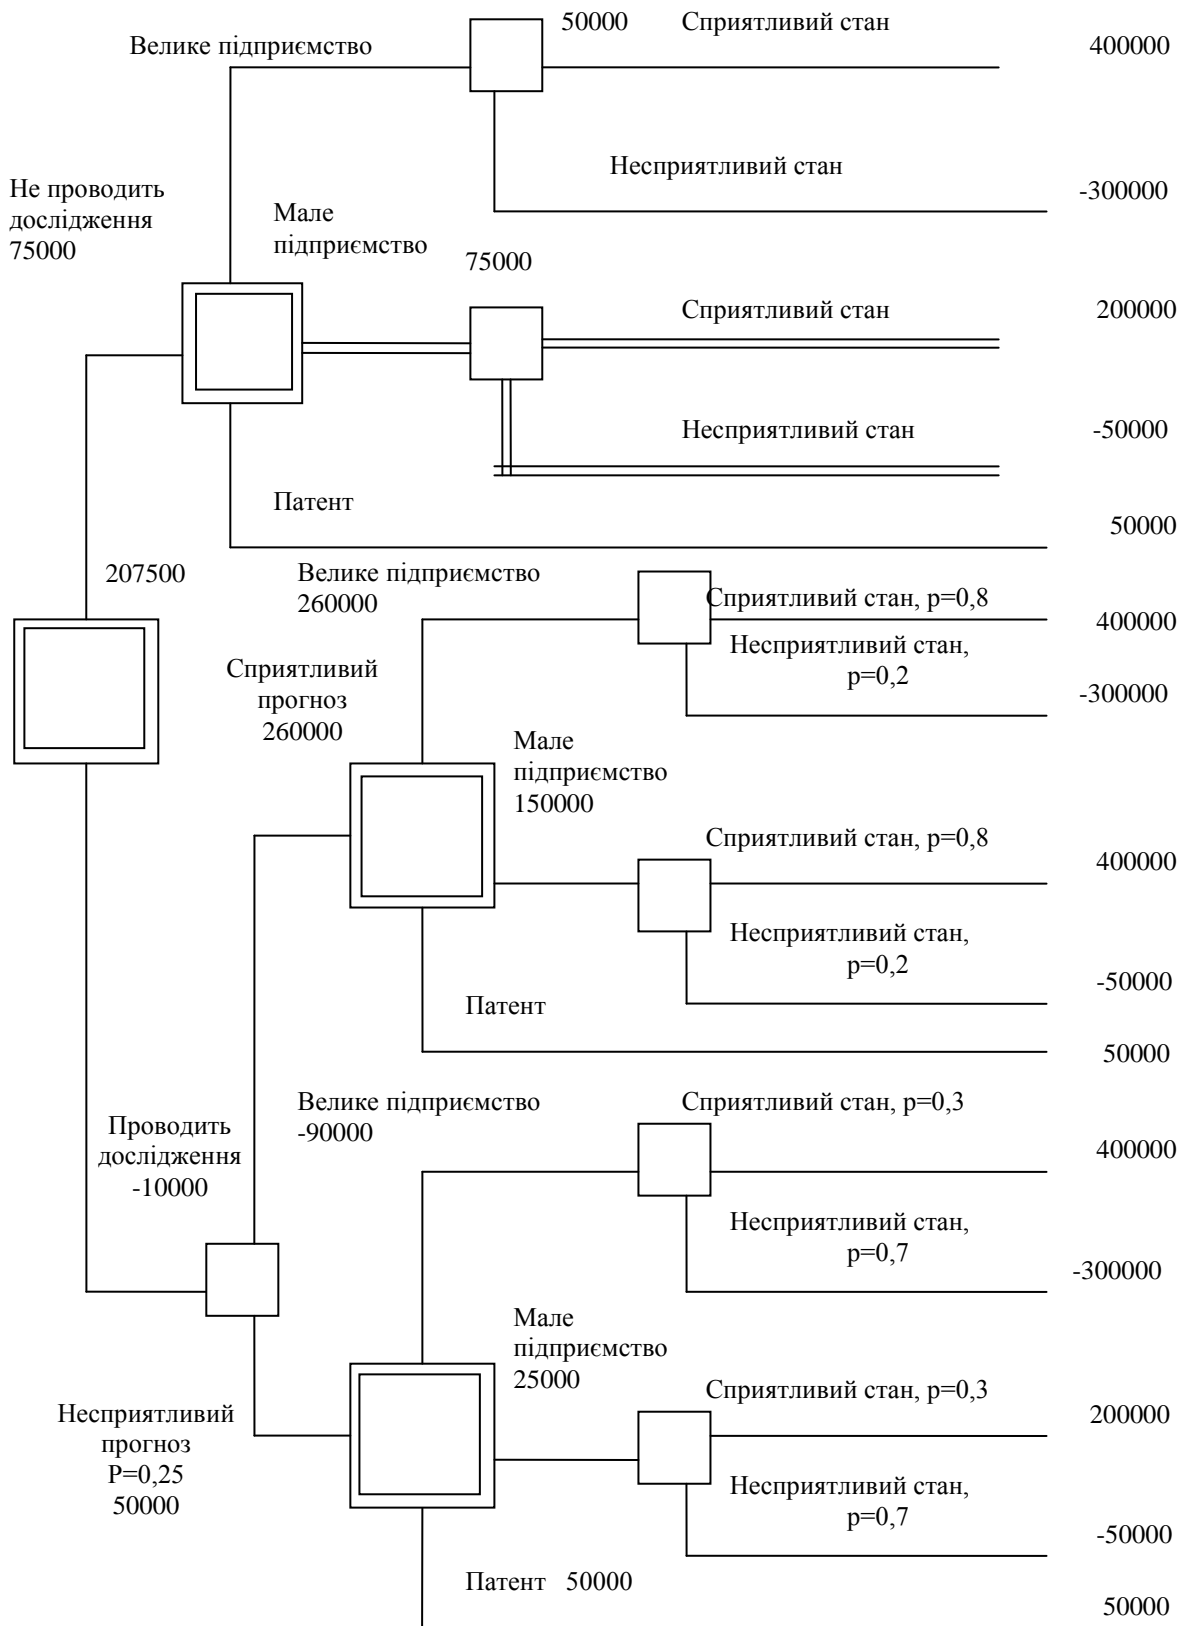 50000 Сприятливий стан
Велике підприємство
400000
Несприятливий стан
-300000
Не проводить
дослідження
75000
Мале
підприємство
75000
Сприятливий стан
200000
Несприятливий стан
-50000
Патент
50000
207500
Велике підприємство
260000
Сприятливий стан, p=0,8
400000
Несприятливий стан,
p=0,2
-300000
Сприятливий
прогноз
260000
Мале
підприємство
150000
Сприятливий стан, p=0,8
400000
Несприятливий стан,
p=0,2
-50000
Патент
50000
Велике підприємство
-90000
Сприятливий стан, p=0,3
400000
Проводить
дослідження
-10000
Несприятливий стан,
p=0,7
-300000
Мале
підприємство
25000
Сприятливий стан, p=0,3
200000
Несприятливий
прогноз
P=0,25
50000
Несприятливий стан,
p=0,7
-50000
Патент 50000
50000